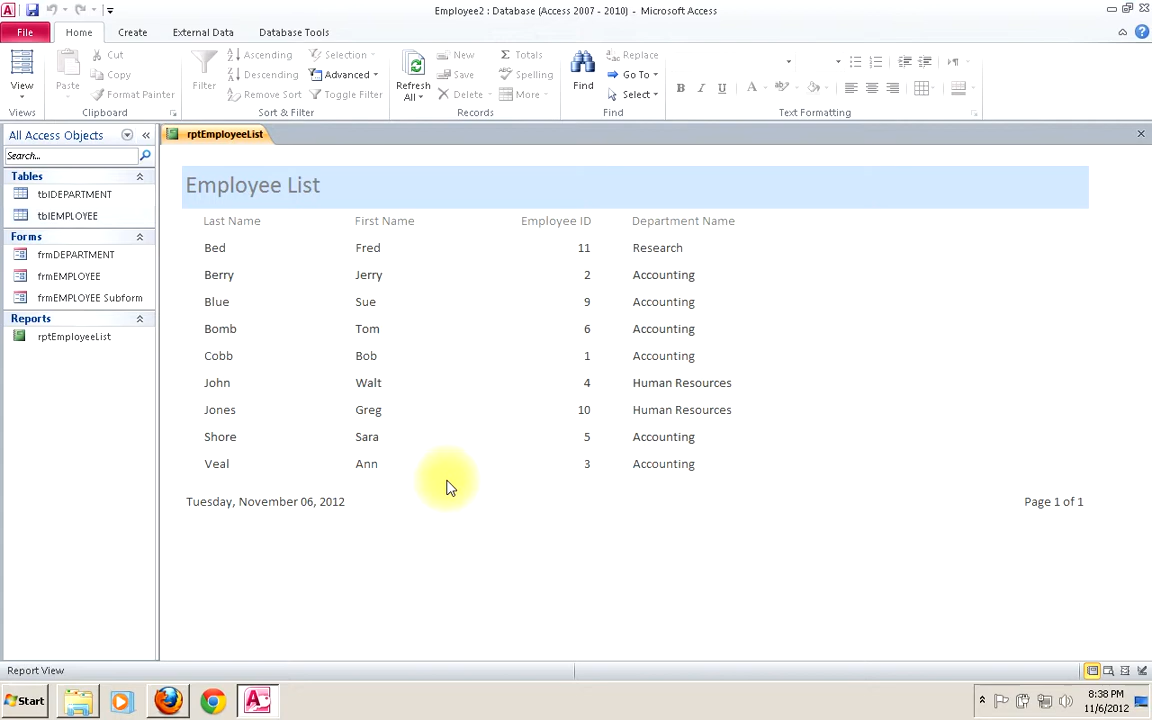 Employee2 : Database (Access 2007 - 2010) - Microsoft Access
File Home Create External Data Database Tools
View
Views
Paste
Cut
Copy
Format Painter
Clipboard
Filter
Ascending
Descending
Remove Sort
Selection
Advanced
Toggle Filter
Sort & Filter
Refresh All
New
Save
Delete
Totals
Spelling
More
Records
Find
Replace
Go To
Select
Find
B I U A ab
Text Formatting
All Access Objects
Search...
Tables
tblDEPARTMENT
tblEMPLOYEE
Forms
frmDEPARTMENT
frmEMPLOYEE
frmEMPLOYEE Subform
Reports
rptEmployeeList
rptEmployeeList
Employee List
Last Name First Name Employee ID Department Name
Bed Fred 11 Research
Berry Jerry 2 Accounting
Blue Sue 9 Accounting
Bomb Tom 6 Accounting
Cobb Bob 1 Accounting
John Walt 4 Human Resources
Jones Greg 10 Human Resources
Shore Sara 5 Accounting
Veal Ann 3 Accounting
Tuesday, November 06, 2012 Page 1 of 1
Report View
Start
8:38 PM
11/6/2012